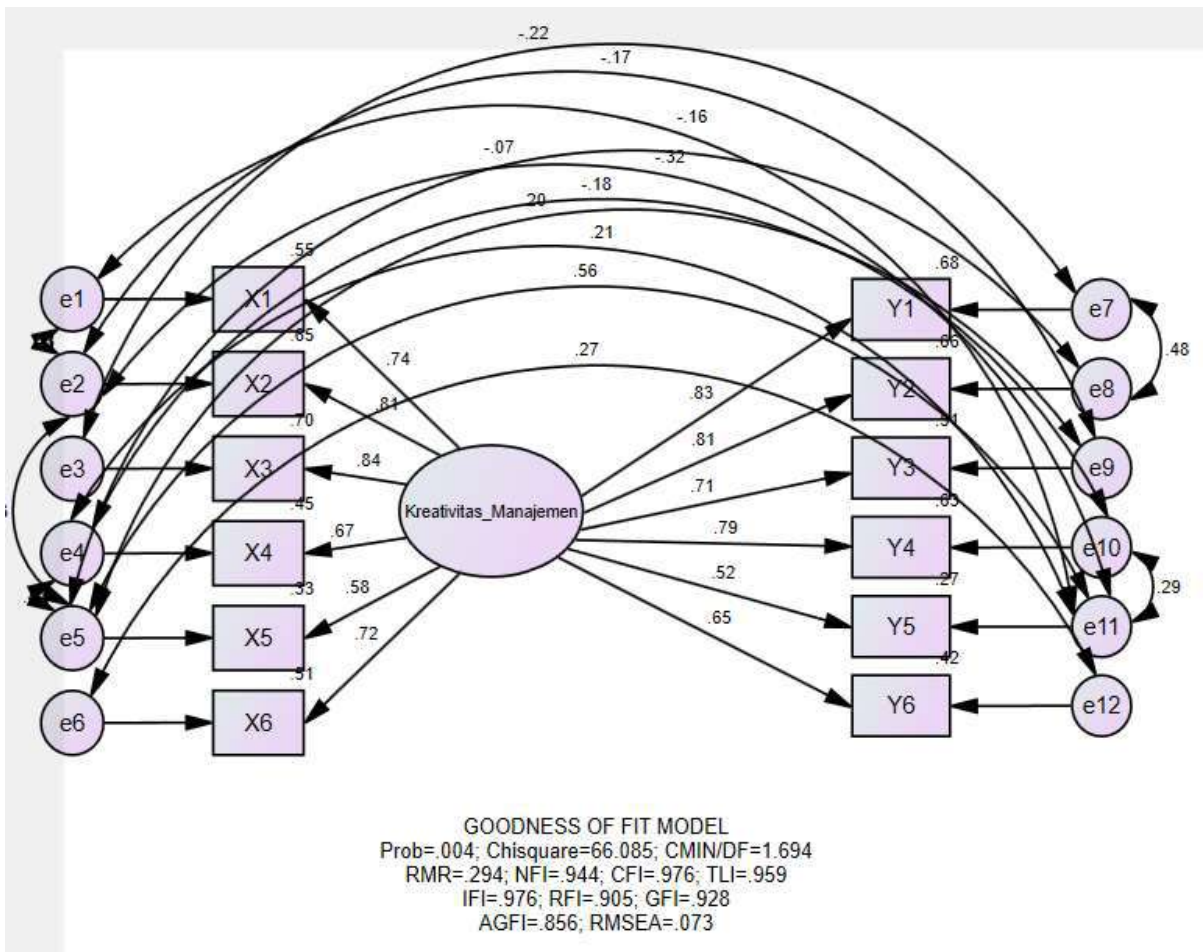 -.22
-.17
-.16
-.07
-.32
-.18
.20
.21
.55
.68
.56
e1
X1
Y1
e7
.65
.66
.27
.48
.74
e2
X2
.83
Y2
e8
.81
.70
.51
.81
e3
X3
.84
.71
Y3
e9
.45
.63
Kreativitas_Manajemen
.67
.79
e4
X4
Y4
e10
.33
.58
.52
.27
.29
e5
X5
.72
.65
Y5
e11
.51
.42
e6
X6
Y6
e12
GOODNESS OF FIT MODEL
Prob=.004; Chisquare=66.085; CMIN/DF=1.694
RMR=.294; NFI=.944; CFI=.976; TLI=.959
IFI=.976; RFI=.905; GFI=.928
AGFI=.856; RMSEA=.073